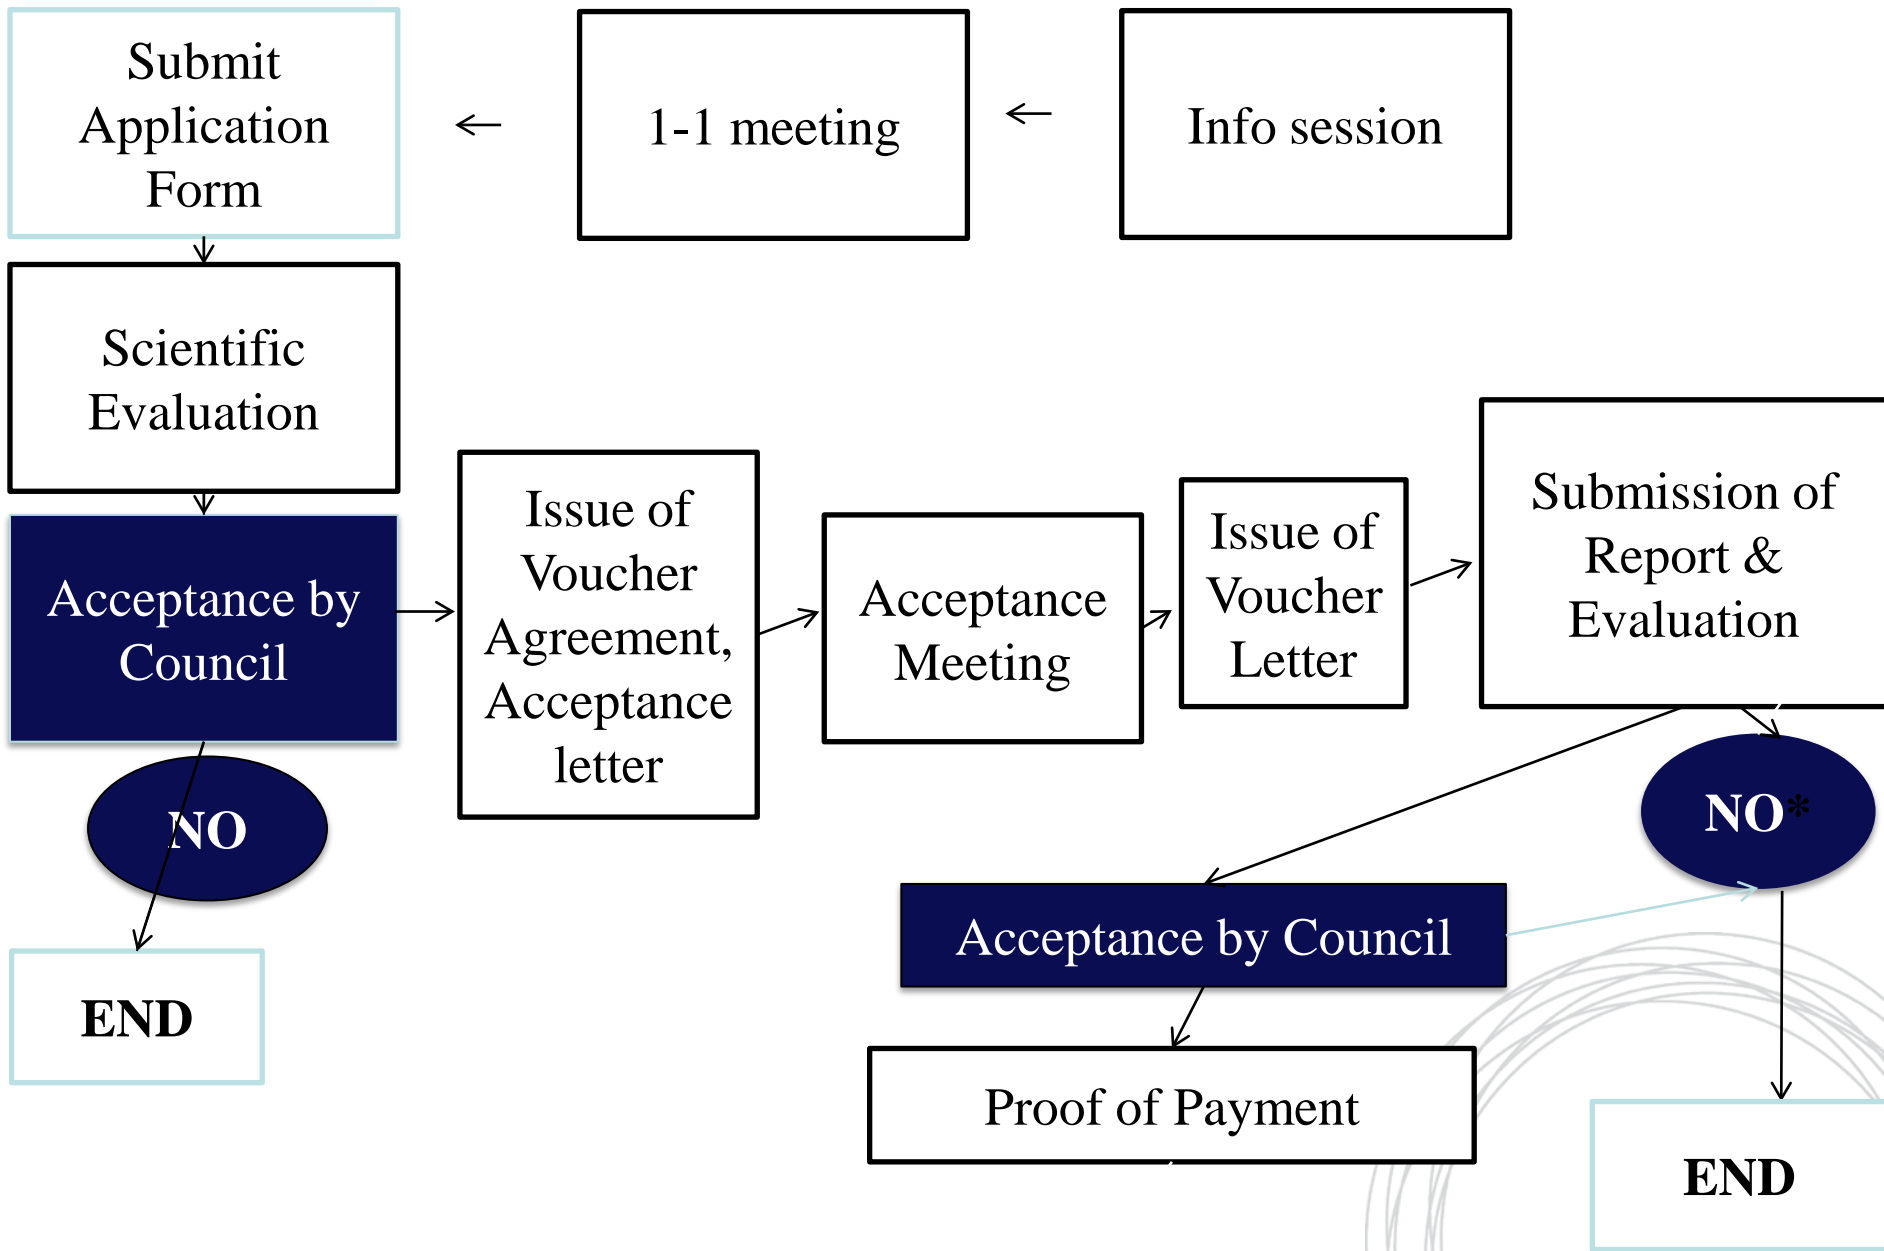 Submit
Application
Form
1-1 meeting
Info session
Scientific
Evaluation
Acceptance by
Council
Issue of
Voucher
Agreement,
Acceptance
letter
Acceptance
Meeting
Issue of
Voucher
Letter
Submission of
Report &
Evaluation
NO
NO*
END
Acceptance by Council
Proof of Payment
END